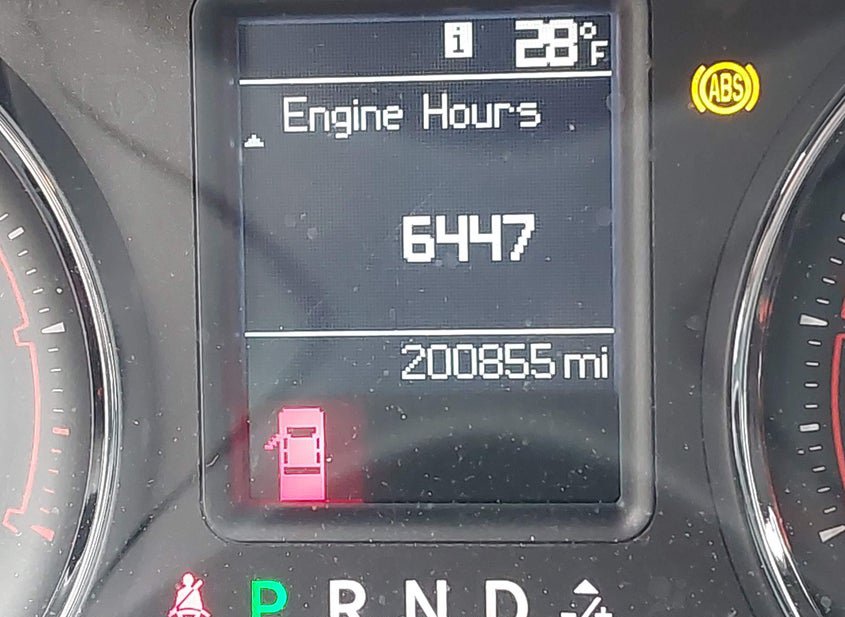 i 28°F
ABS
Engine Hours
6447
200855 mi
P R N D -/+